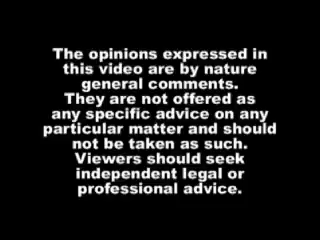 The opinions expressed in
this video are by nature
general comments.
They are not offered as
any specific advice on any
particular matter and should
not be taken as such.
Viewers should seek
independent legal or
professional advice.